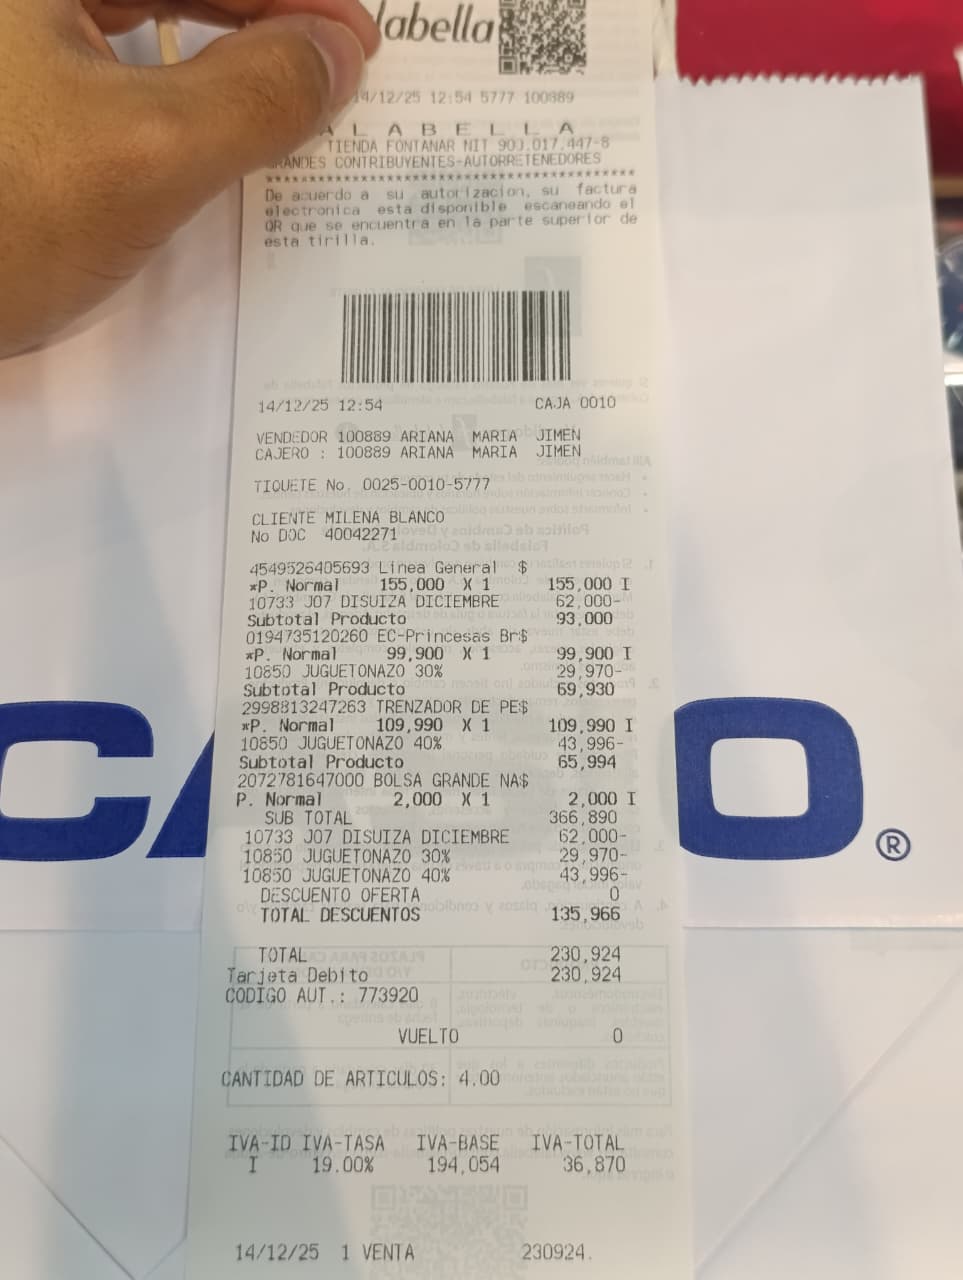 labella
14/12/25 12:54 5777 100889
A L A B E L L A
TIENDA FONTANAR NIT 900.017.447-8
GRANDES CONTRIBUYENTES-AUTORRETENEDORES
***********************************************
De acuerdo a su autorizacion, su factura
electronica esta disponible escaneando el
QR que se encuentra en la parte superior de
esta tirilla.
14/12/25 12:54 CAJA 0010
VENDEDOR 100889 ARIANA MARIA JIMEN
CAJERO : 100889 ARIANA MARIA JIMEN
TIQUETE No. 0025-0010-5777
CLIENTE MILENA BLANCO
No DOC 40042271
4549526405693 Linea General $
*P. Normal 155,000 X 1 155,000 I
10733 J07 DISUIZA DICIEMBRE 62,000-
Subtotal Producto 93,000
0194735120260 EC-Princesas Br$
*P. Normal 99,900 X 1 99,900 I
10850 JUGUETONAZO 30% 29,970-
Subtotal Producto 69,930
2998813247263 TRENZADOR DE PE$
*P. Normal 109,990 X 1 109,990 I
10850 JUGUETONAZO 40% 43,996-
Subtotal Producto 65,994
2072781647000 BOLSA GRANDE NA$
P. Normal 2,000 X 1 2,000 I
SUB TOTAL 366,890
10733 J07 DISUIZA DICIEMBRE 62,000-
10850 JUGUETONAZO 30% 29,970-
10850 JUGUETONAZO 40% 43,996-
DESCUENTO OFERTA 0
TOTAL DESCUENTOS 135,966
TOTAL 230,924
Tarjeta Debito 230,924
CODIGO AUT.: 773920
VUELTO 0
CANTIDAD DE ARTICULOS: 4.00
IVA-ID IVA-TASA IVA-BASE IVA-TOTAL
I 19.00% 194,054 36,870
14/12/25 1 VENTA 230924.
CA O ®